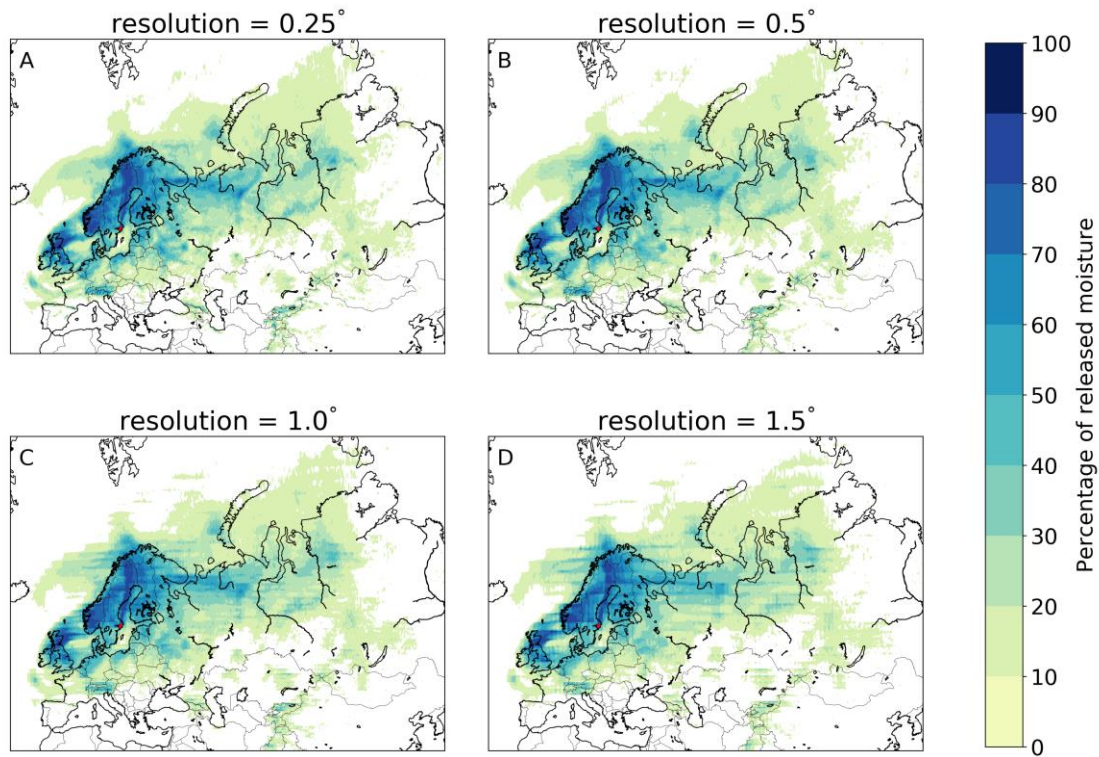 resolution = 0.25°
resolution = 0.5°
A
B
resolution = 1.0°
resolution = 1.5°
C
D
100
90
80
70
60
50
40
30
20
10
0
Percentage of released moisture